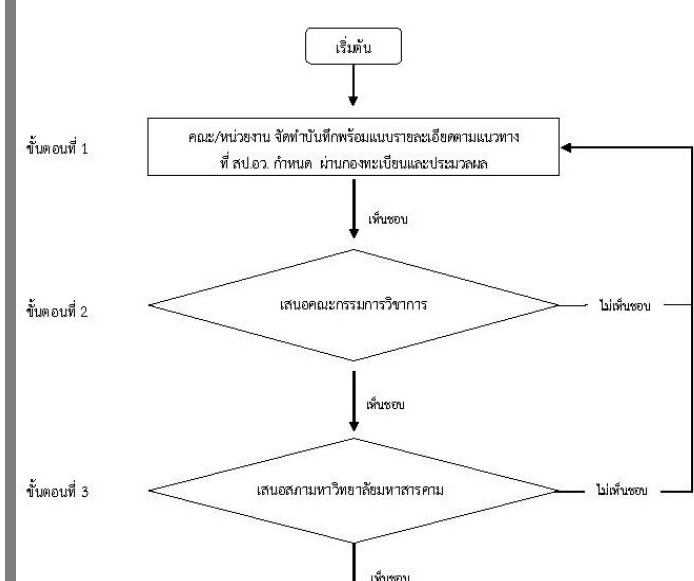 เริ่มต้น
ขั้นตอนที่ 1
คณะ/หน่วยงาน จัดทำบันทึกพร้อมแนบรายละเอียดตามแนวทาง
ที่ สป.อว. กำหนด ผ่านกองทะเบียนและประมวลผล
เห็นชอบ
ขั้นตอนที่ 2
เสนอคณะกรรมการวิชาการ
ไม่เห็นชอบ
เห็นชอบ
ขั้นตอนที่ 3
เสนอสภามหาวิทยาลัยมหาสารคาม
ไม่เห็นชอบ
เห็นชอบ